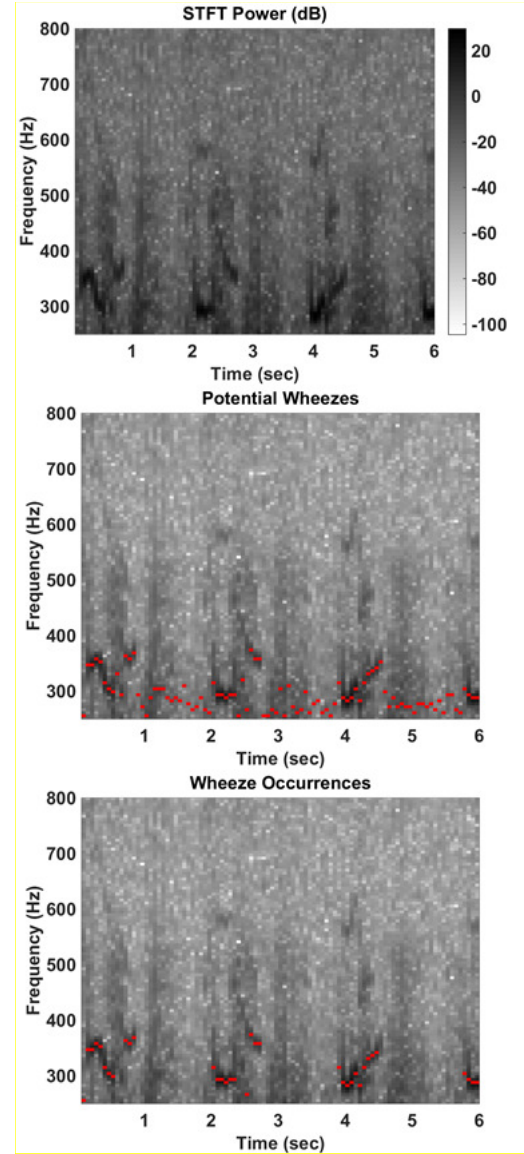 STFT Power (dB)
800
700
600
500
400
300
Frequency (Hz)
1 2 3 4 5 6
Time (sec)
20
0
-20
-40
-60
-80
-100
Potential Wheezes
800
700
600
500
400
300
Frequency (Hz)
1 2 3 4 5 6
Time (sec)
Wheeze Occurrences
800
700
600
500
400
300
Frequency (Hz)
1 2 3 4 5 6
Time (sec)